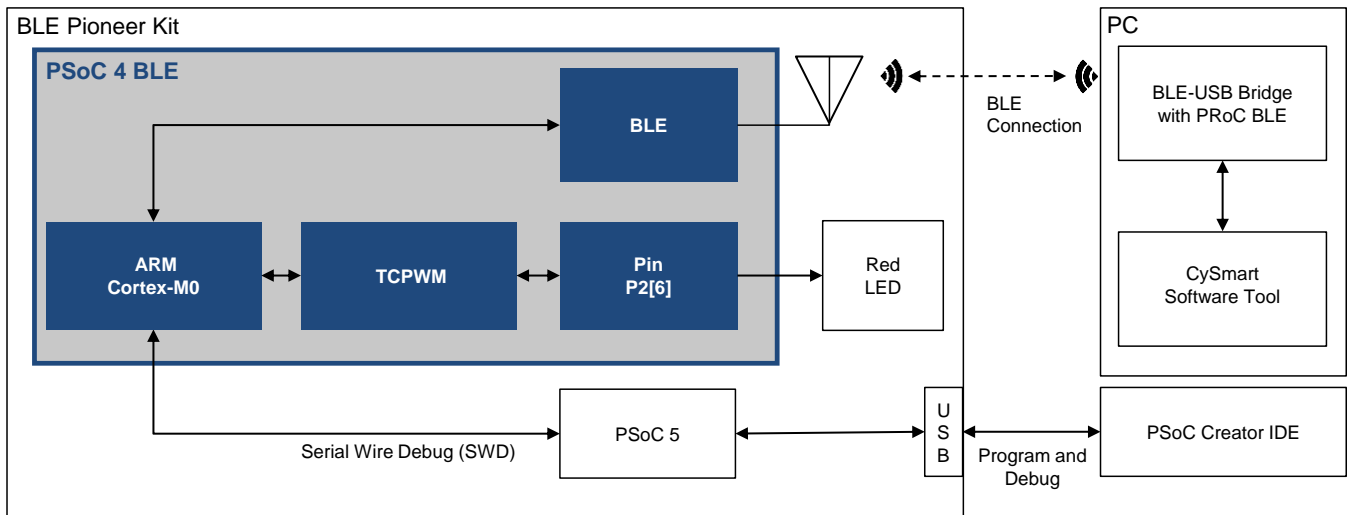 BLE Pioneer Kit
PSoC 4 BLE
BLE
ARM
Cortex-M0
TCPWM
Pin
P2[6]
Red
LED
BLE
Connection
PC
BLE-USB Bridge
with PRoC BLE
CySmart
Software Tool
Serial Wire Debug (SWD)
PSoC 5
U
S
B
Program and
Debug
PSoC Creator IDE